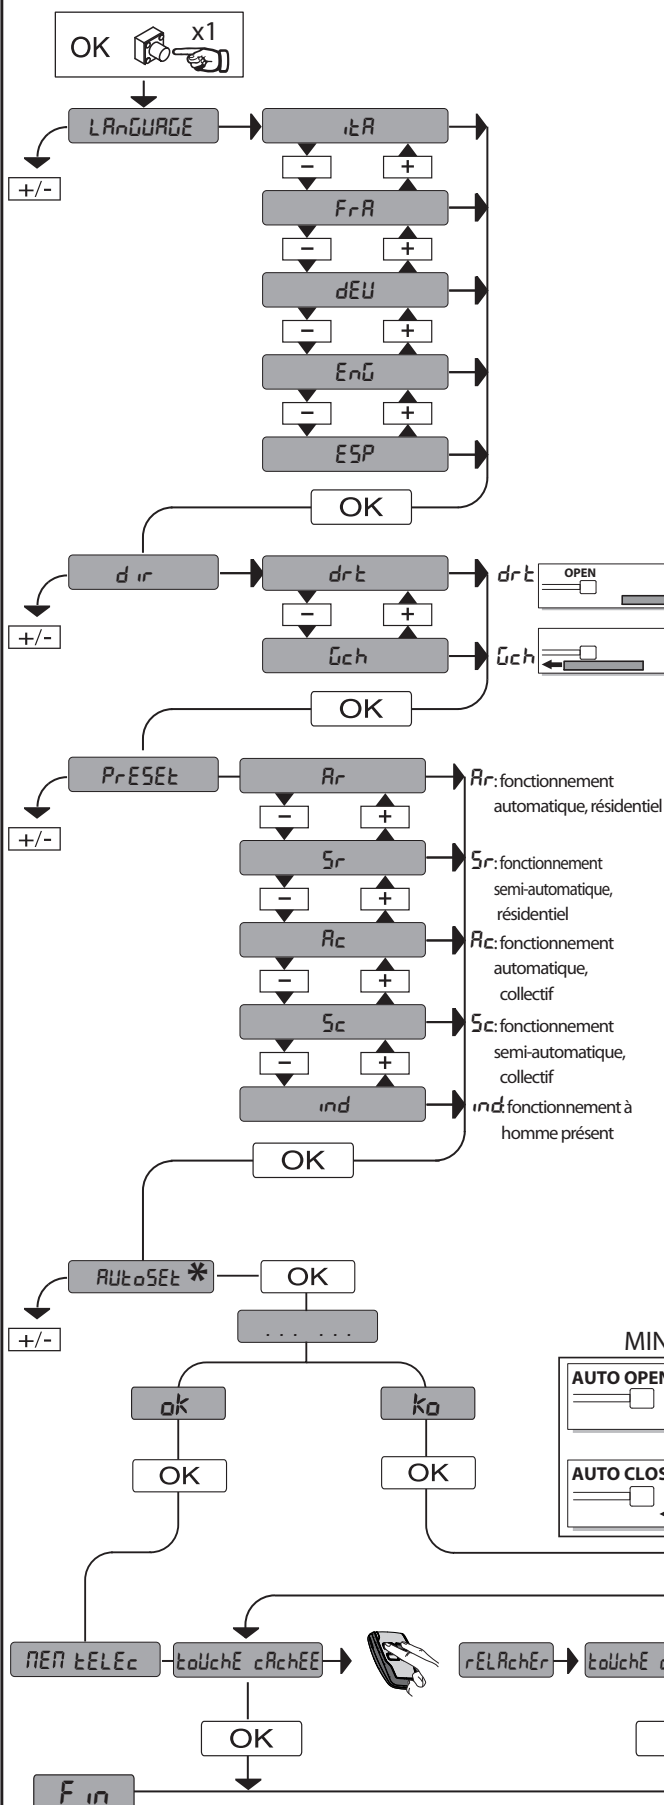 OK x1
LAnGUAGE itA
- +
+/-
FrA
- +
dEU
- +
EnG
- +
ESP
OK
dir drt drt OPEN
- +
+/-
Gch Gch
OK
PrESEt Ar Ar: fonctionnement
automatique, résidentiel
- +
+/-
Sr Sr: fonctionnement
semi-automatique,
résidentiel
- +
Ac Ac: fonctionnement
automatique,
collectif
- +
Sc Sc: fonctionnement
semi-automatique,
collectif
- +
ind ind: fonctionnement à
homme présent
OK
AUtoSEt * OK
+/-
... ...
MIN
AUTO OPEN
ok ko
OK OK
AUTO CLOS
MEM tELEc toUchE cAchEE rELAchEr toUchE c
OK
Fin